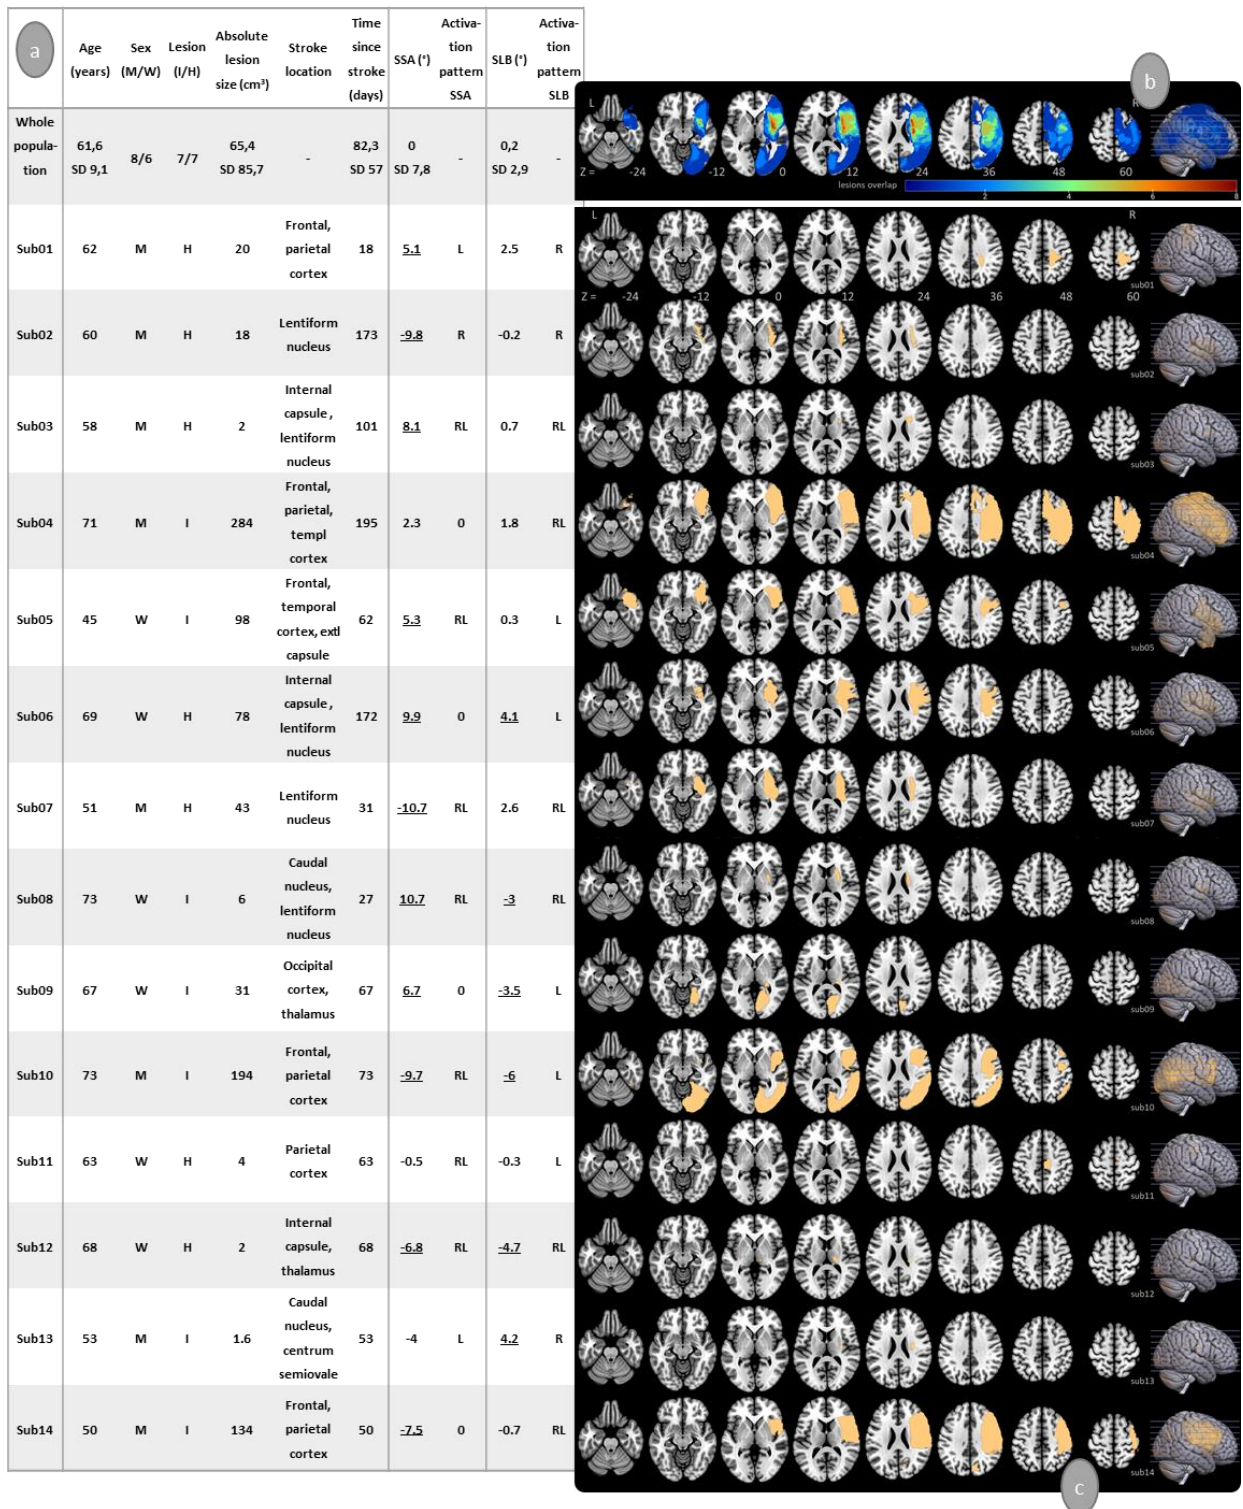 a
Age (years) Sex (M/W) Lesion (I/H) Absolute lesion size (cm³) Stroke location Time since stroke (days) SSA (°) Activa-tion pattern SSA SLB (°) Activa-tion pattern SLB
Whole popula-tion 61,6 SD 9,1 8/6 7/7 65,4 SD 85,7 - 82,3 SD 57 0 SD 7,8 - 0,2 SD 2,9 -
Sub01 62 M H 20 Frontal, parietal cortex 18 5.1 L 2.5 R
Sub02 60 M H 18 Lentiform nucleus 173 -9.8 R -0.2 R
Sub03 58 M H 2 Internal capsule , lentiform nucleus 101 8.1 RL 0.7 RL
Sub04 71 M I 284 Frontal, parietal, templ cortex 195 2.3 0 1.8 RL
Sub05 45 W I 98 Frontal, temporal cortex, extl capsule 62 5.3 RL 0.3 L
Sub06 69 W H 78 Internal capsule , lentiform nucleus 172 9.9 0 4.1 L
Sub07 51 M H 43 Lentiform nucleus 31 -10.7 RL 2.6 RL
Sub08 73 W I 6 Caudal nucleus, lentiform nucleus 27 10.7 RL -3 RL
Sub09 67 W I 31 Occipital cortex, thalamus 67 6.7 0 -3.5 L
Sub10 73 M I 194 Frontal, parietal cortex 73 -9.7 RL -6 L
Sub11 63 W H 4 Parietal cortex 63 -0.5 RL -0.3 L
Sub12 68 W H 2 Internal capsule, thalamus 68 -6.8 RL -4.7 RL
Sub13 53 M I 1.6 Caudal nucleus, centrum semiovale 53 -4 L 4.2 R
Sub14 50 M I 134 Frontal, parietal cortex 50 -7.5 0 -0.7 RL
b
L R
Z = -24 -12 0 12 24 36 48 60
lesions overlap
2 4 6 8
L R
sub01
Z = -24 -12 0 12 24 36 48 60
sub02
sub03
sub04
sub05
sub06
sub07
sub08
sub09
sub10
sub11
sub12
sub13
sub14
c